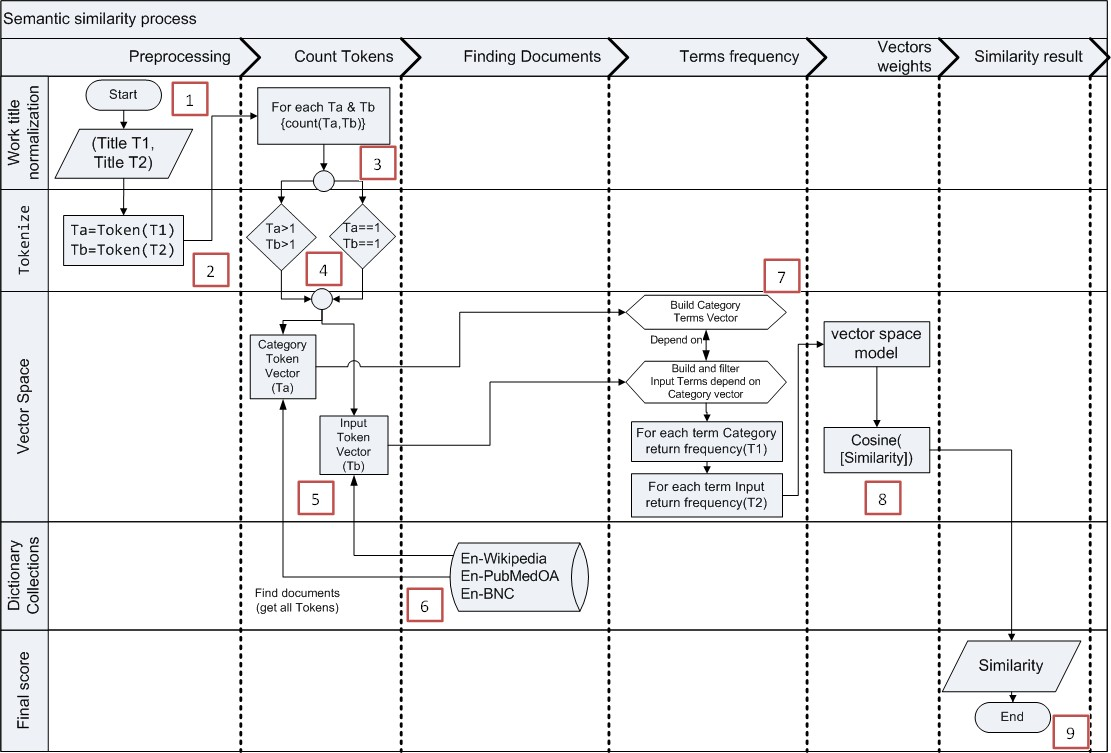 Semantic similarity process
Preprocessing
Count Tokens
Finding Documents
Terms frequency
Vectors
weights
Similarity result
Work title
normalization
Start
1
(Title T1,
Title T2)
For each Ta & Tb
{count(Ta,Tb)}
3
Tokenize
Ta=Token(T1)
Tb=Token(T2)
2
Ta>1
Tb>1
Ta==1
Tb==1
4
7
Vector Space
Category
Token
Vector
(Ta)
Input
Token
Vector
(Tb)
5
Build Category
Terms Vector
Depend on
Build and filter
Input Terms depend on
Category vector
For each term Category
return frequency(T1)
For each term Input
return frequency(T2)
vector space
model
Cosine(
[Similarity])
8
Dictionary
Collections
Find documents
(get all Tokens)
6
En-Wikipedia
En-PubMedOA
En-BNC
Final score
Similarity
End
9